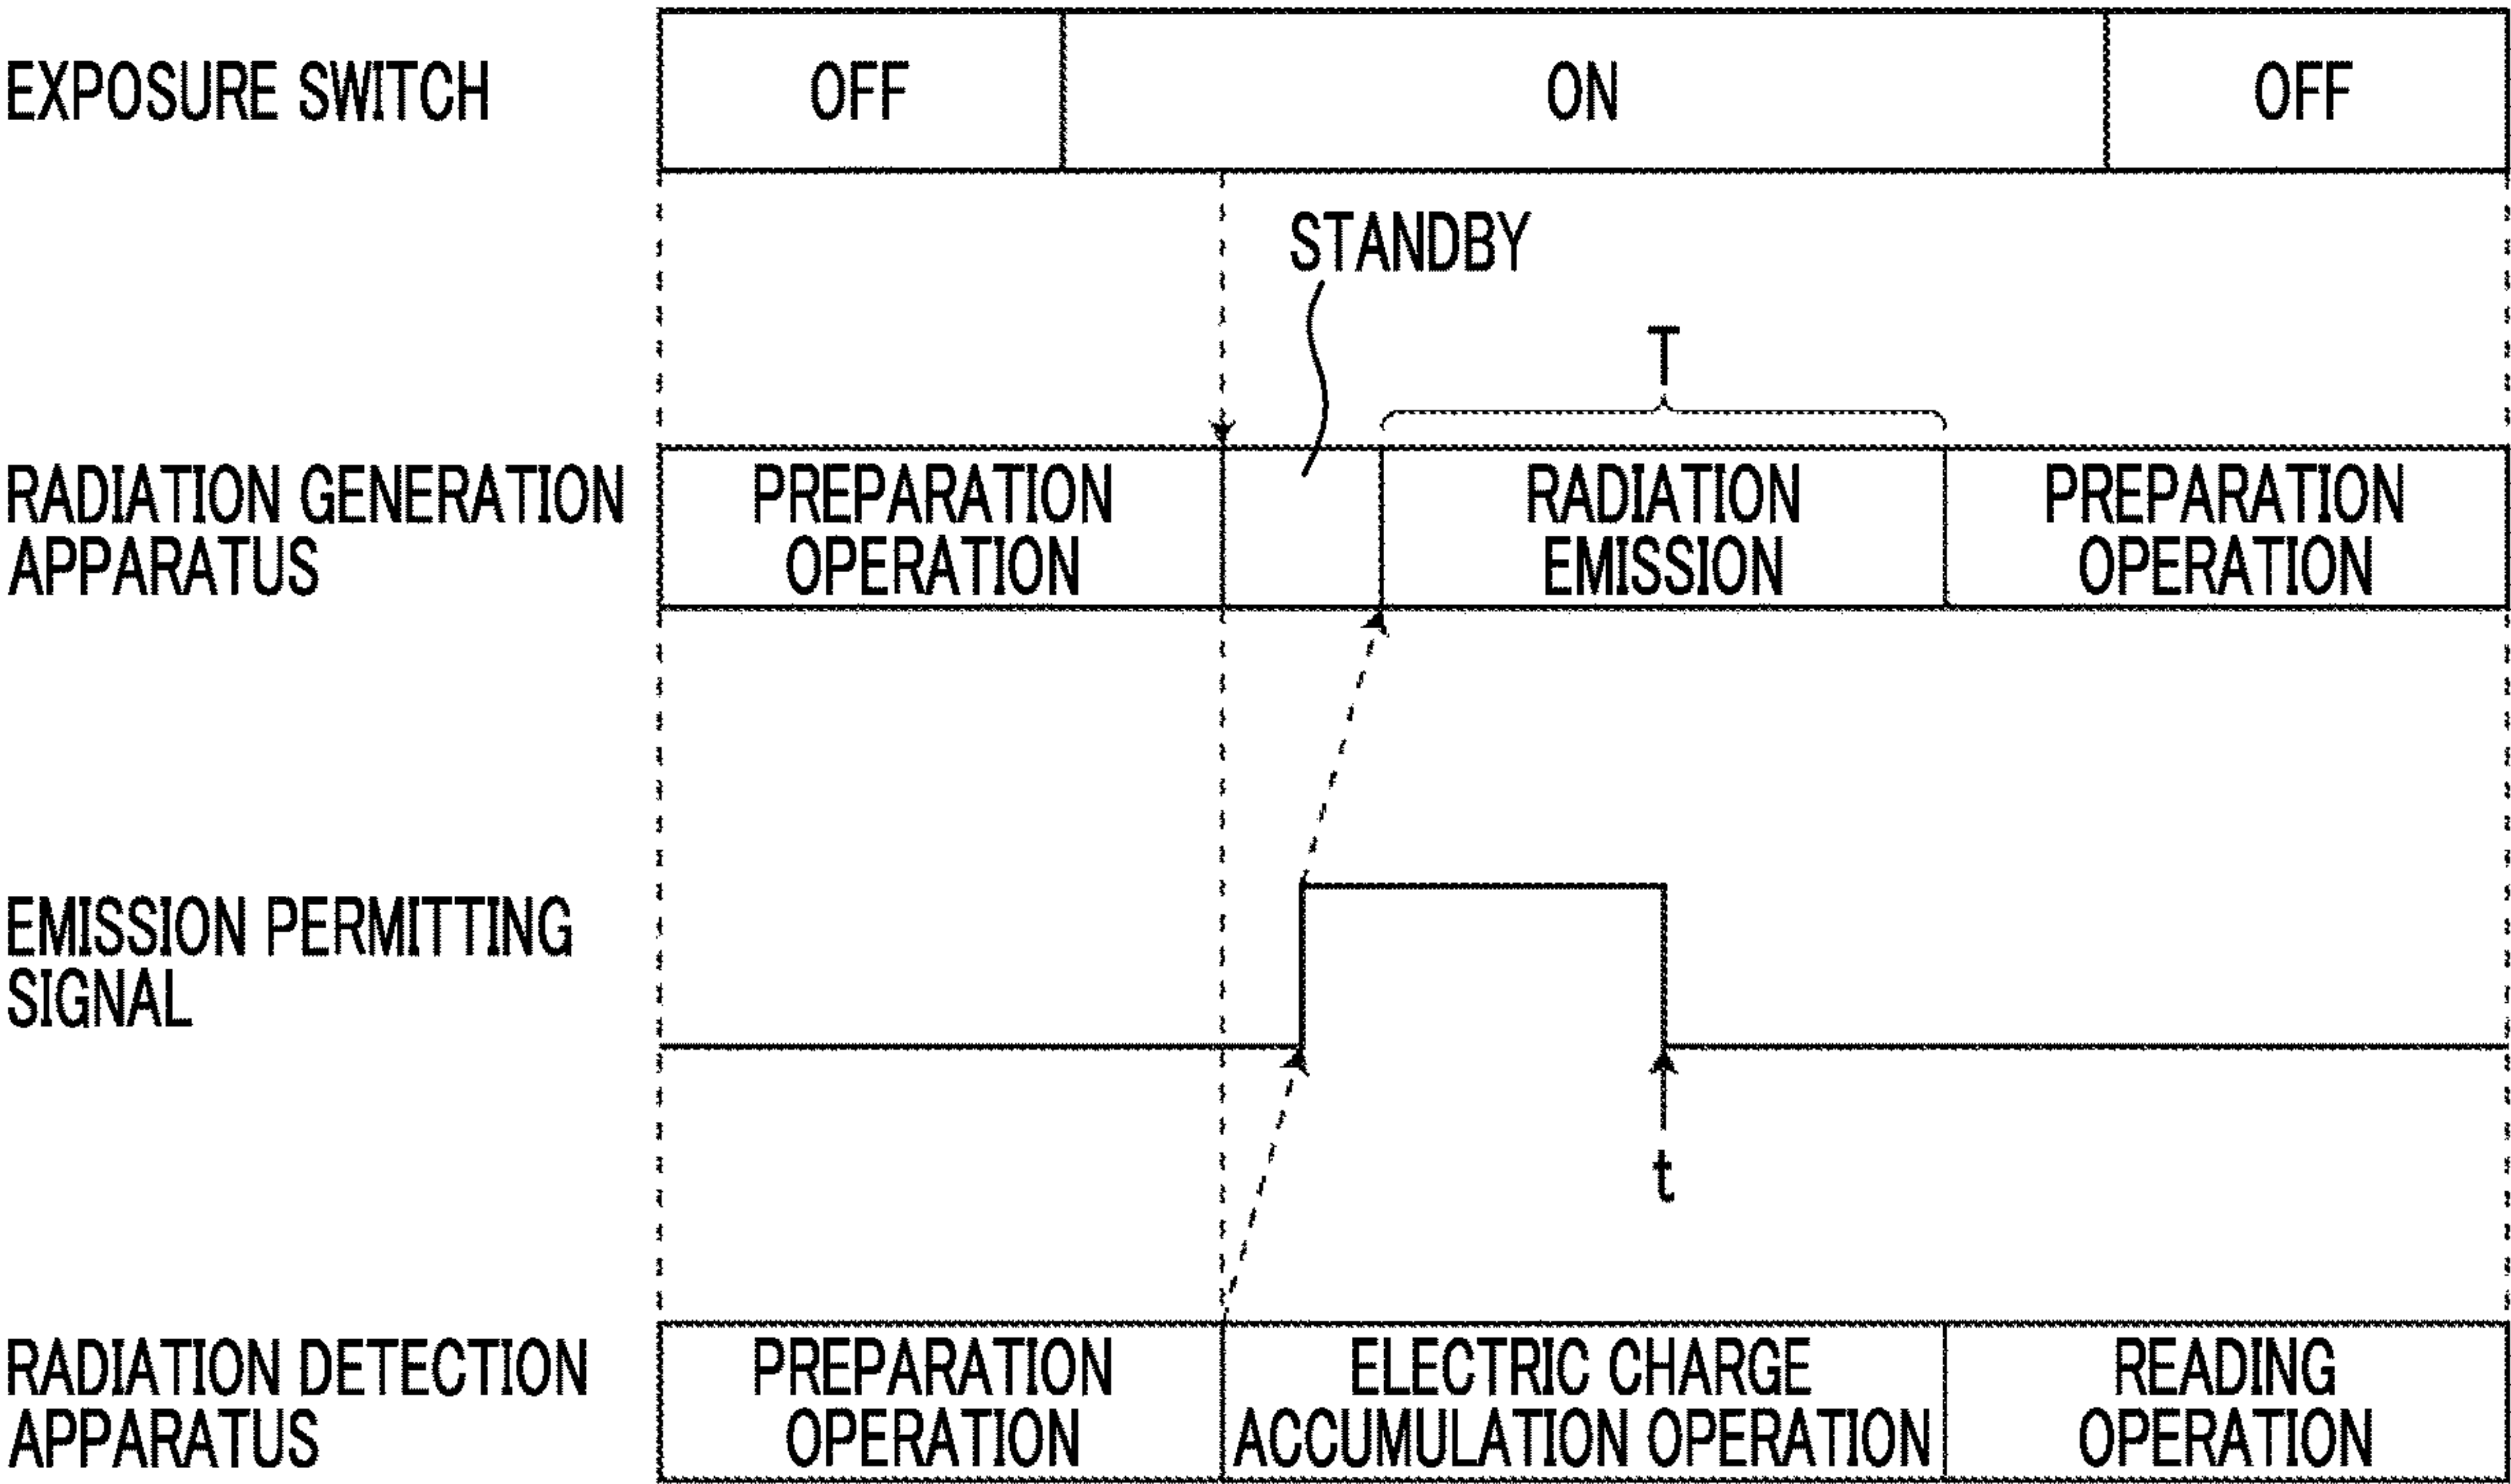 EXPOSURE SWITCH
OFF
ON
OFF
STANDBY
T
RADIATION GENERATION
APPARATUS
PREPARATION
OPERATION
RADIATION
EMISSION
PREPARATION
OPERATION
EMISSION PERMITTING
SIGNAL
t
RADIATION DETECTION
APPARATUS
PREPARATION
OPERATION
ELECTRIC CHARGE
ACCUMULATION OPERATION
READING
OPERATION